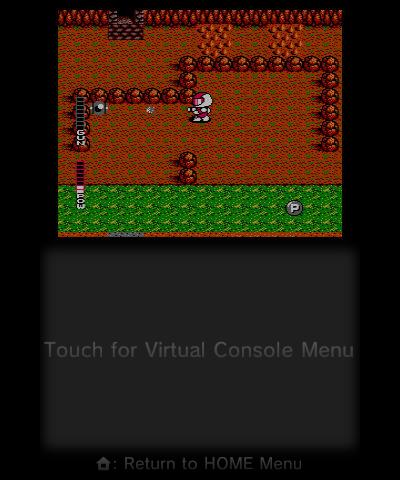 GUN
POW
P
Touch for Virtual Console Menu
: Return to HOME Menu